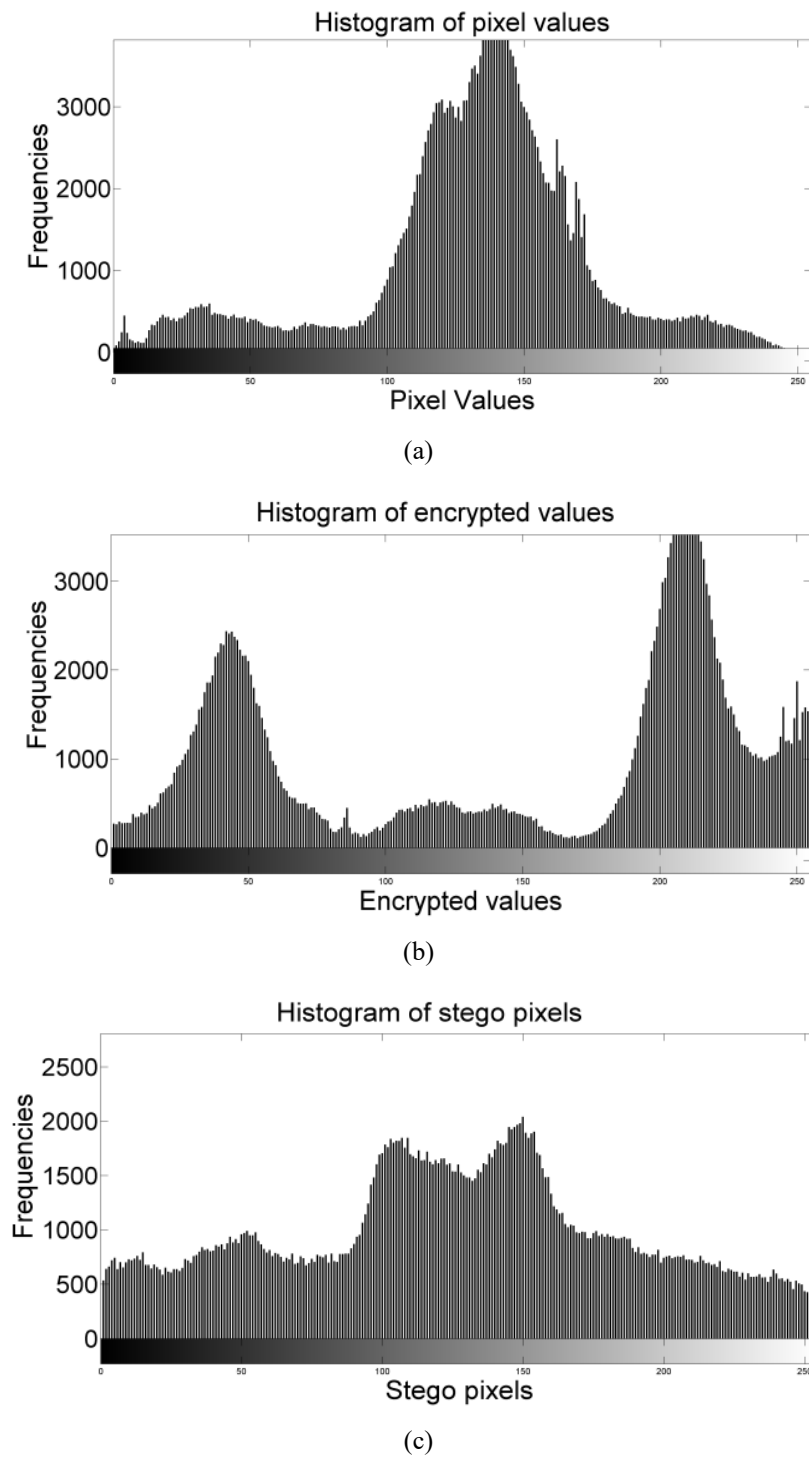 Histogram of pixel values
3000
2000
1000
0
Frequencies
0 50 100 150 200 250
Pixel Values
(a)
Histogram of encrypted values
3000
2000
1000
0
Frequencies
0 50 100 150 200 250
Encrypted values
(b)
Histogram of stego pixels
2500
2000
1500
1000
500
0
Frequencies
0 50 100 150 200 250
Stego pixels
(c)